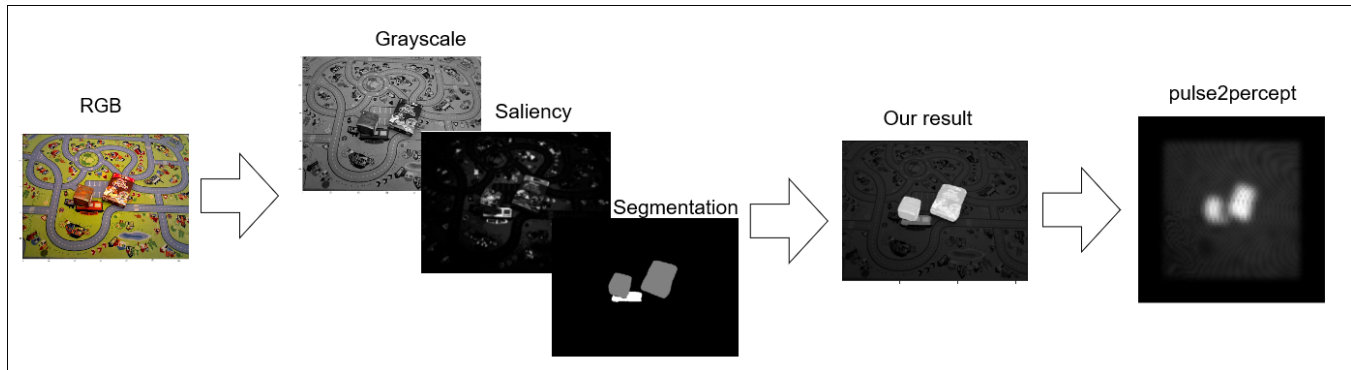 RGB
Grayscale
Saliency
Segmentation
Our result
pulse2percept